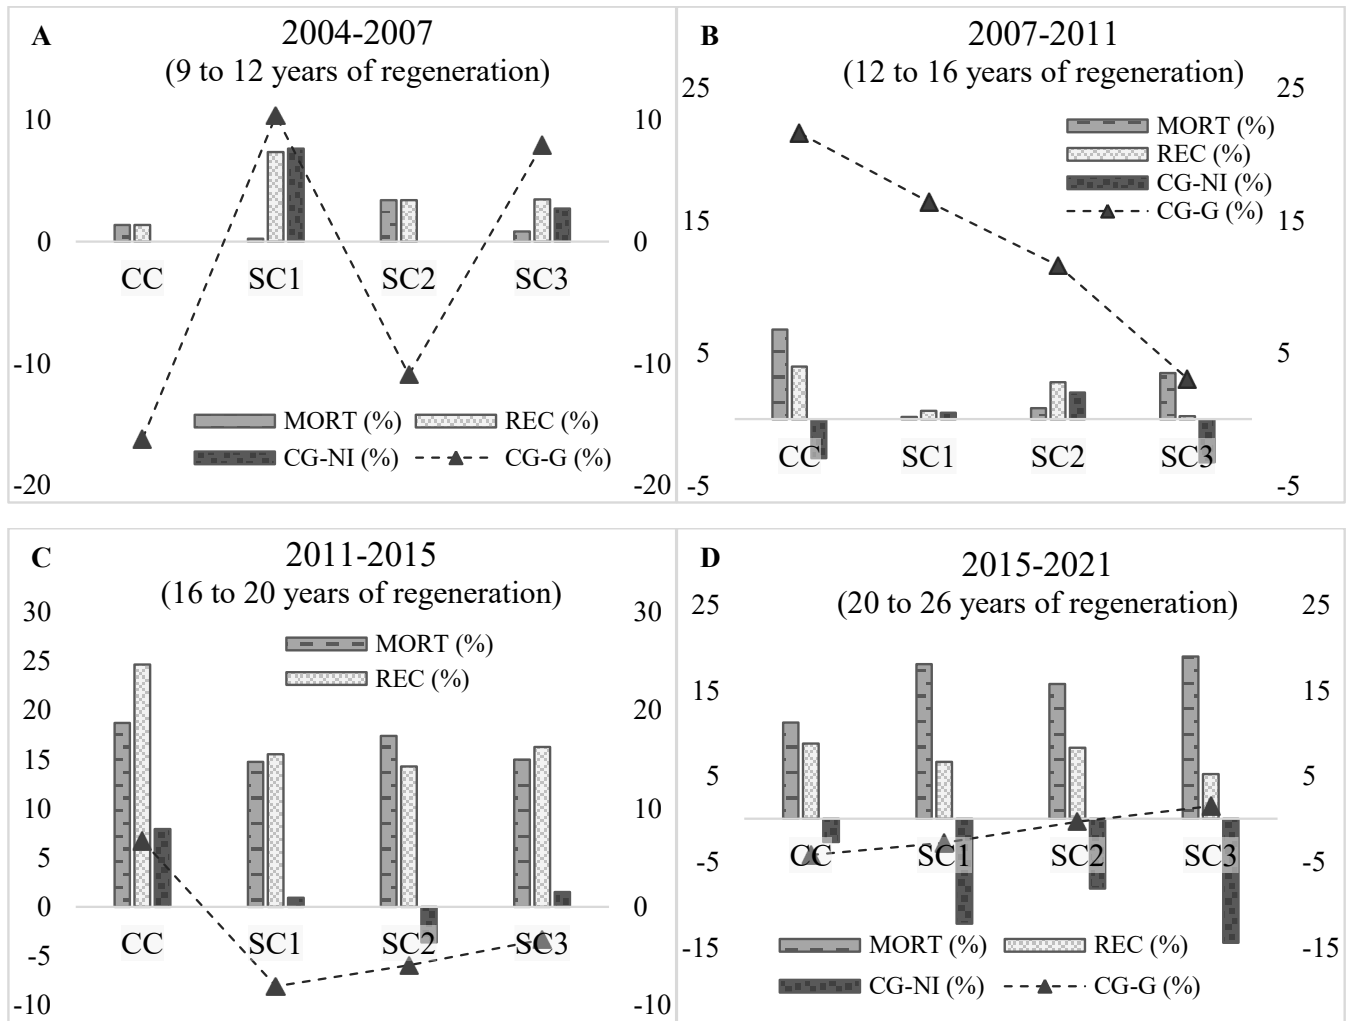 A
2004-2007
(9 to 12 years of regeneration)
10 10
0 0
CC SC1 SC2 SC3
-10 -10
MORT (%) REC (%)
CG-NI (%) CG-G (%)
-20 -20
B
2007-2011
(12 to 16 years of regeneration)
25 25
MORT (%)
REC (%)
CG-NI (%)
CG-G (%)
15 15
5 5
CC SC1 SC2 SC3
-5 -5
C
2011-2015
(16 to 20 years of regeneration)
30 30
MORT (%)
25 25
REC (%)
20 20
15 15
10 10
5 5
0 0
CC SC1 SC2 SC3
-5 -5
-10 -10
D
2015-2021
(20 to 26 years of regeneration)
25 25
15 15
5 5
CC SC1 SC2 SC3
-5 -5
-15 -15
MORT (%) REC (%)
CG-NI (%) CG-G (%)